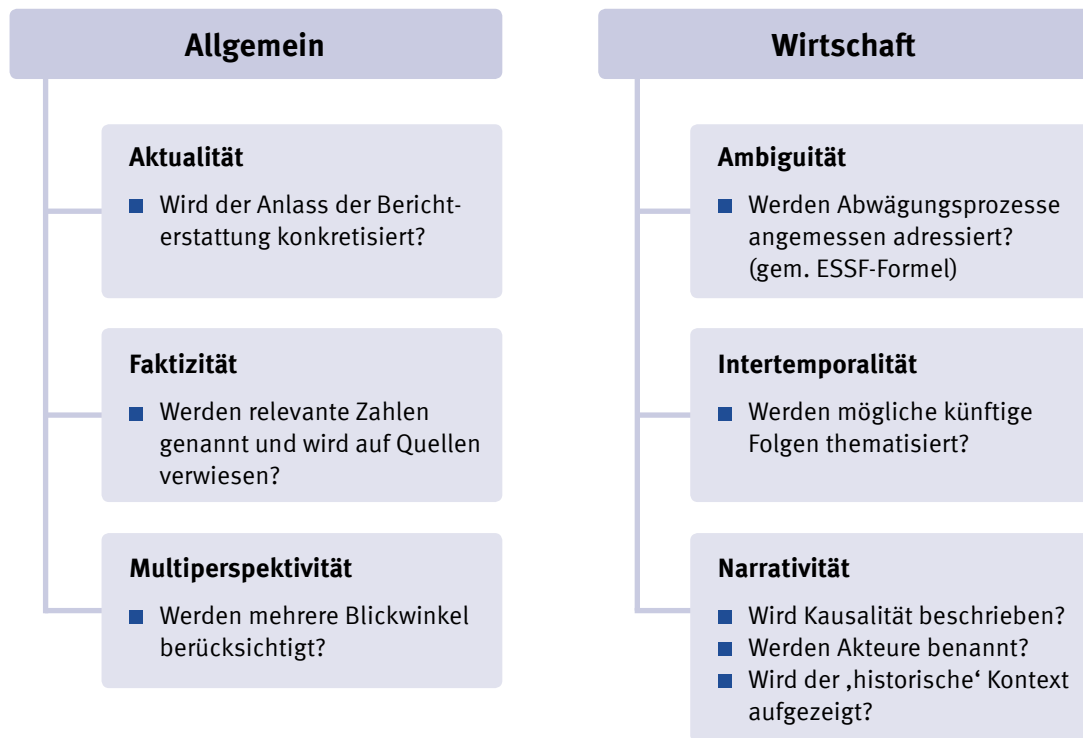 Allgemein
Aktualität
Wird der Anlass der Bericht-
erstattung konkretisiert?
Faktizität
Werden relevante Zahlen
genannt und wird auf Quellen
verwiesen?
Multiperspektivität
Werden mehrere Blickwinkel
berücksichtigt?
Wirtschaft
Ambiguität
Werden Abwägungsprozesse
angemessen adressiert?
(gem. ESSF-Formel)
Intertemporalität
Werden mögliche künftige
Folgen thematisiert?
Narrativität
Wird Kausalität beschrieben?
Werden Akteure benannt?
Wird der ‚historische‘ Kontext
aufgezeigt?